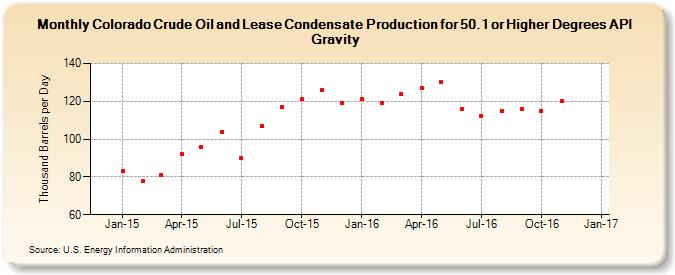 Monthly Colorado Crude Oil and Lease Condensate Production for 50.1 or Higher Degrees API
Gravity
Thousand Barrels per Day
140
120
100
80
60
Jan-15 Apr-15 Jul-15 Oct-15 Jan-16 Apr-16 Jul-16 Oct-16 Jan-17
Source: U.S. Energy Information Administration